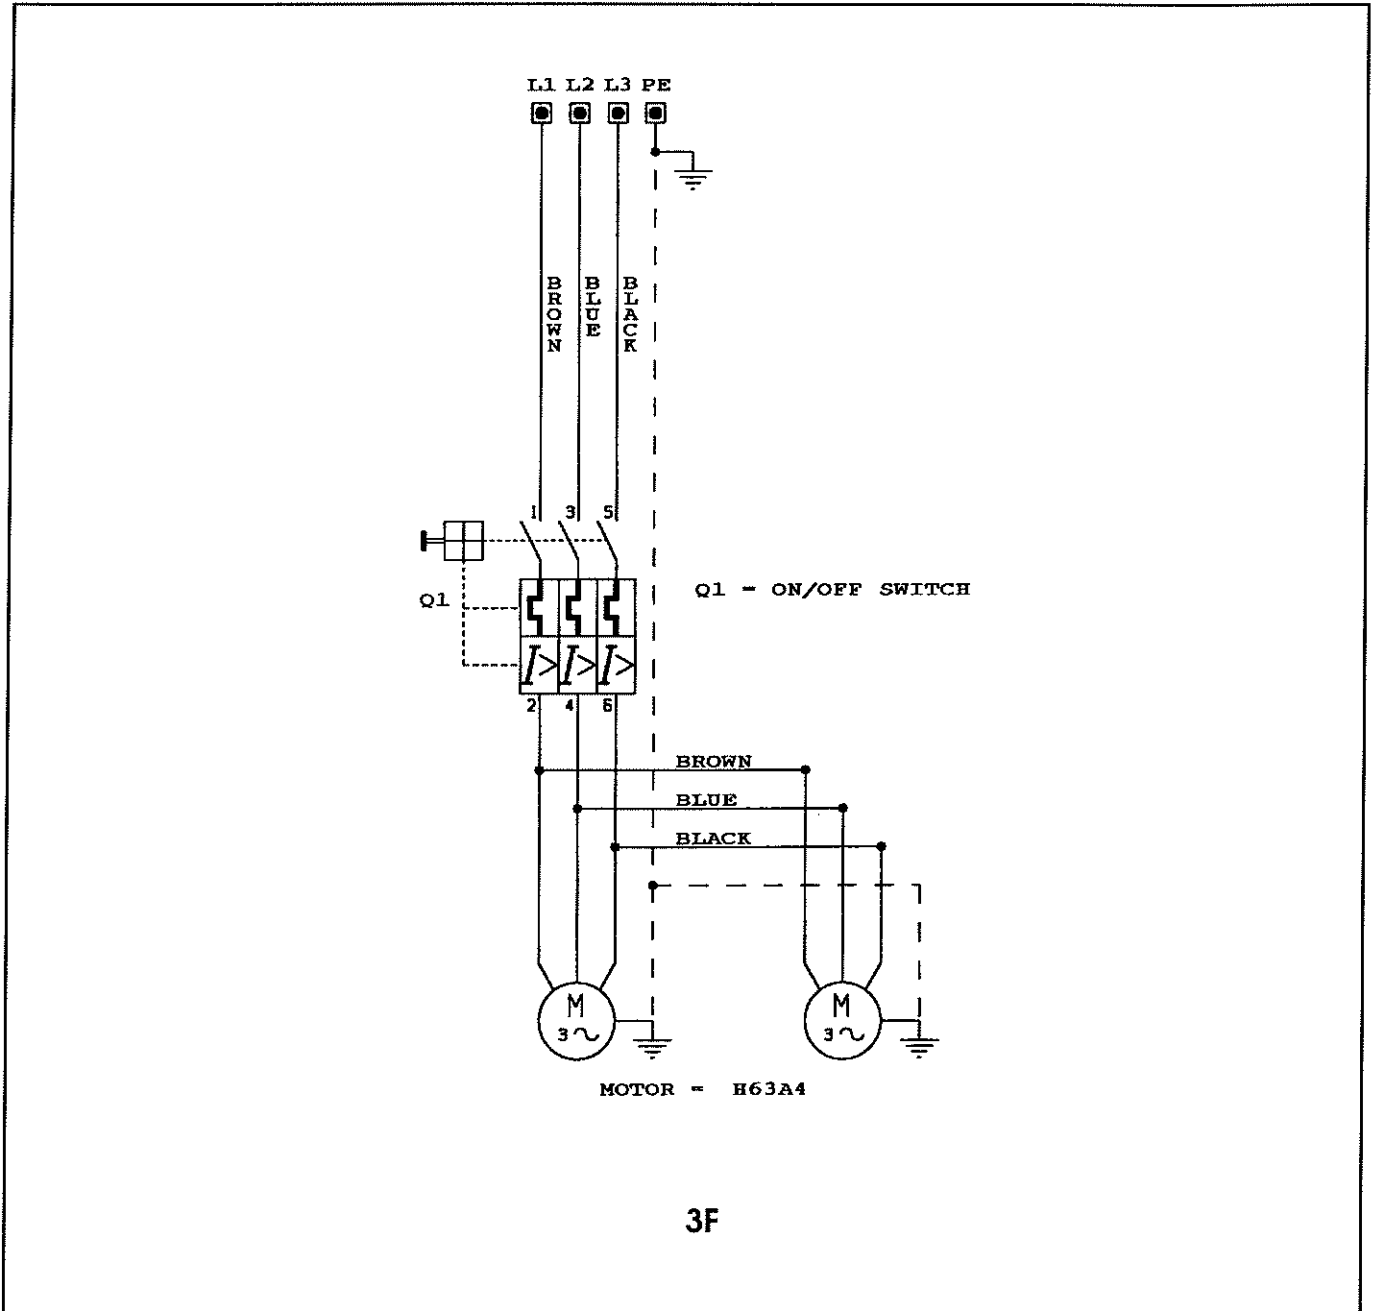 L1 L2 L3 PE
BROWN
BLUE
BLACK
1 3 5
Q1
Q1 = ON/OFF SWITCH
I> I> I>
2 4 6
BROWN
BLUE
BLACK
M
3~
M
3~
MOTOR = H63A4
3F